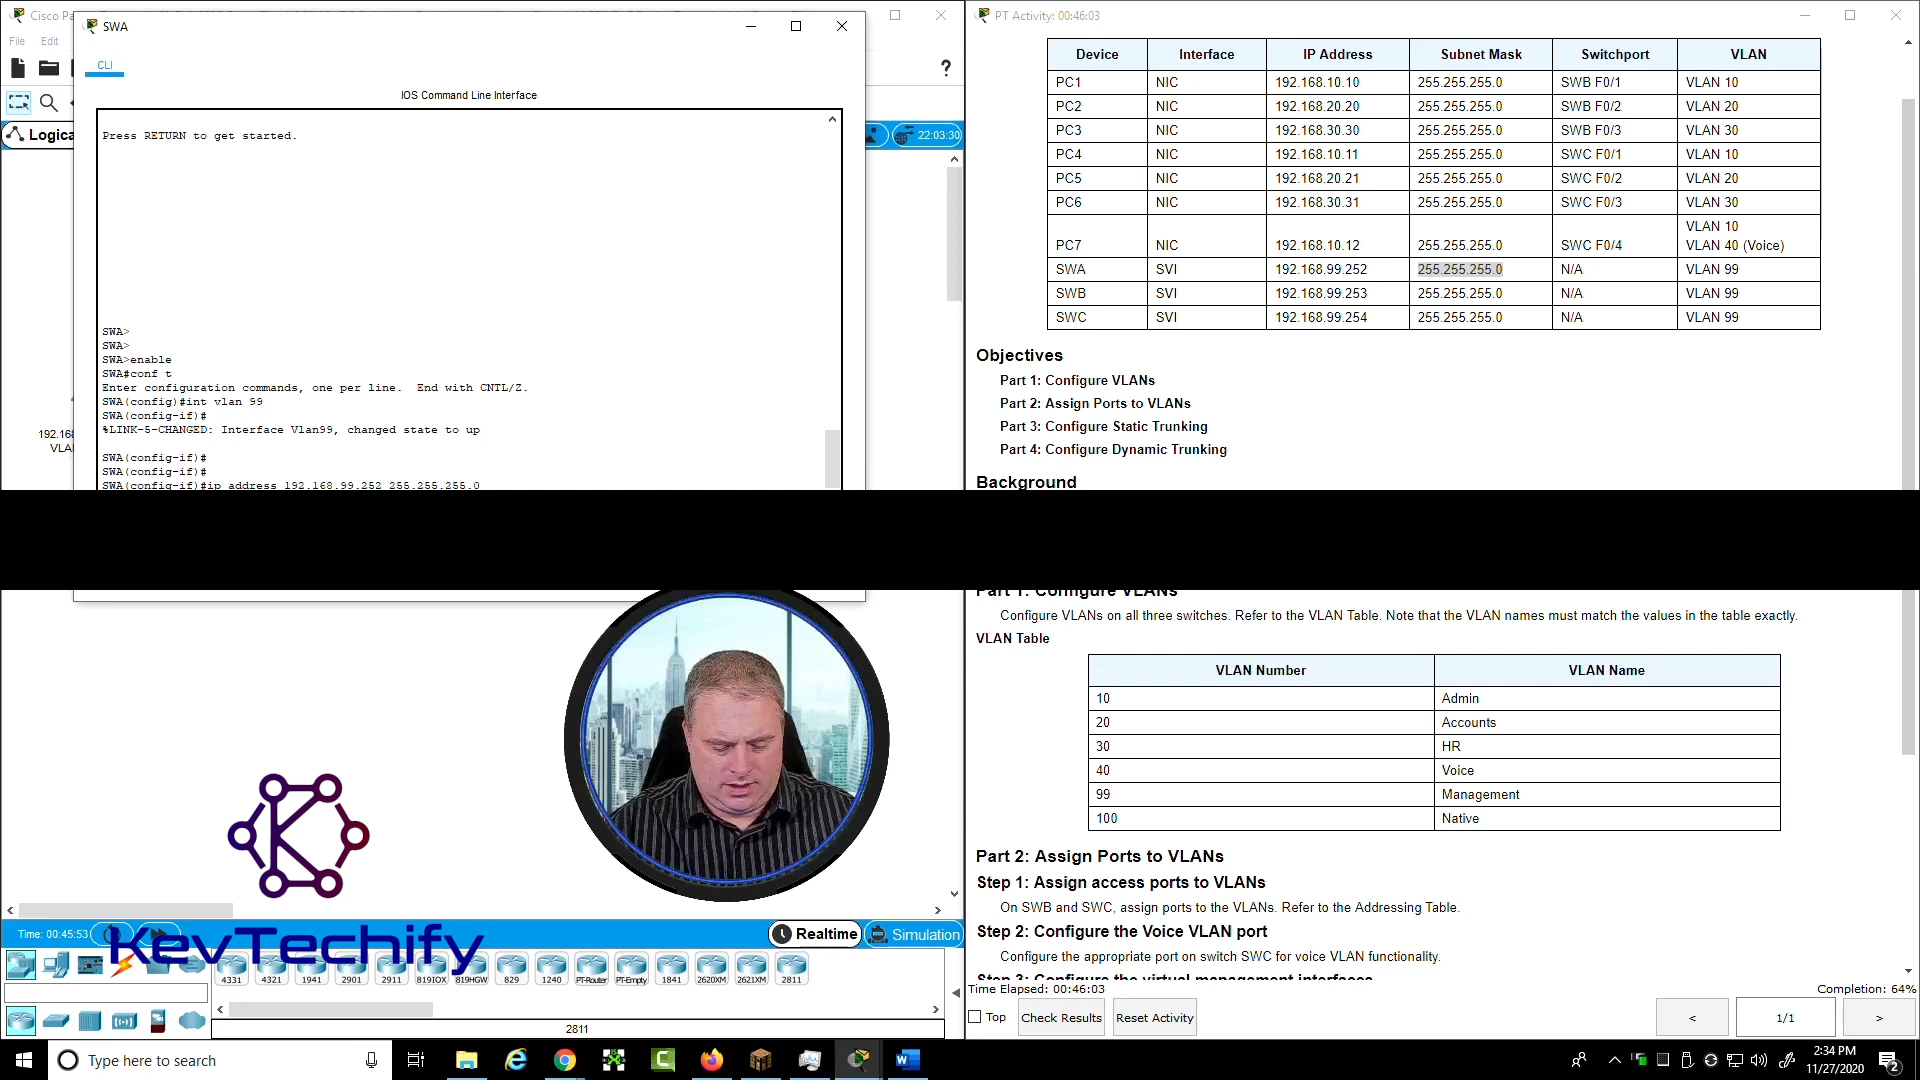 Cisco Pa
File Edit
Logica
22:03:30
SWA
CLI
IOS Command Line Interface
Press RETURN to get started.
SWA>
SWA>
SWA>enable
SWA#conf t
Enter configuration commands, one per line.  End with CNTL/Z.
SWA(config)#int vlan 99
SWA(config-if)#
%LINK-5-CHANGED: Interface Vlan99, changed state to up
SWA(config-if)#
SWA(config-if)#
SWA(config-if)#ip address 192.168.99.252 255.255.255.0
192.168
VLA
KevTechify
Time: 00:45:53
Realtime
Simulation
4331 4321 1941 2901 2911 819IOX 819HGW 829 1240 PT-Router PT-Empty 1841 2620XM 2621XM 2811
2811
PT Activity: 00:46:03
Device Interface IP Address Subnet Mask Switchport VLAN
PC1 NIC 192.168.10.10 255.255.255.0 SWB F0/1 VLAN 10
PC2 NIC 192.168.20.20 255.255.255.0 SWB F0/2 VLAN 20
PC3 NIC 192.168.30.30 255.255.255.0 SWB F0/3 VLAN 30
PC4 NIC 192.168.10.11 255.255.255.0 SWC F0/1 VLAN 10
PC5 NIC 192.168.20.21 255.255.255.0 SWC F0/2 VLAN 20
PC6 NIC 192.168.30.31 255.255.255.0 SWC F0/3 VLAN 30
VLAN 10
PC7 NIC 192.168.10.12 255.255.255.0 SWC F0/4 VLAN 40 (Voice)
SWA SVI 192.168.99.252 255.255.255.0 N/A VLAN 99
SWB SVI 192.168.99.253 255.255.255.0 N/A VLAN 99
SWC SVI 192.168.99.254 255.255.255.0 N/A VLAN 99
Objectives
Part 1: Configure VLANs
Part 2: Assign Ports to VLANs
Part 3: Configure Static Trunking
Part 4: Configure Dynamic Trunking
Background
Part 1: Configure VLANs
Configure VLANs on all three switches. Refer to the VLAN Table. Note that the VLAN names must match the values in the table exactly.
VLAN Table
VLAN Number VLAN Name
10 Admin
20 Accounts
30 HR
40 Voice
99 Management
100 Native
Part 2: Assign Ports to VLANs
Step 1: Assign access ports to VLANs
On SWB and SWC, assign ports to the VLANs. Refer to the Addressing Table.
Step 2: Configure the Voice VLAN port
Configure the appropriate port on switch SWC for voice VLAN functionality.
Step 3: Configure the virtual management interfaces
Time Elapsed: 00:46:03
Completion: 64%
Top
Check Results
Reset Activity
<
1/1
>
Type here to search
2:34 PM
11/27/2020
2